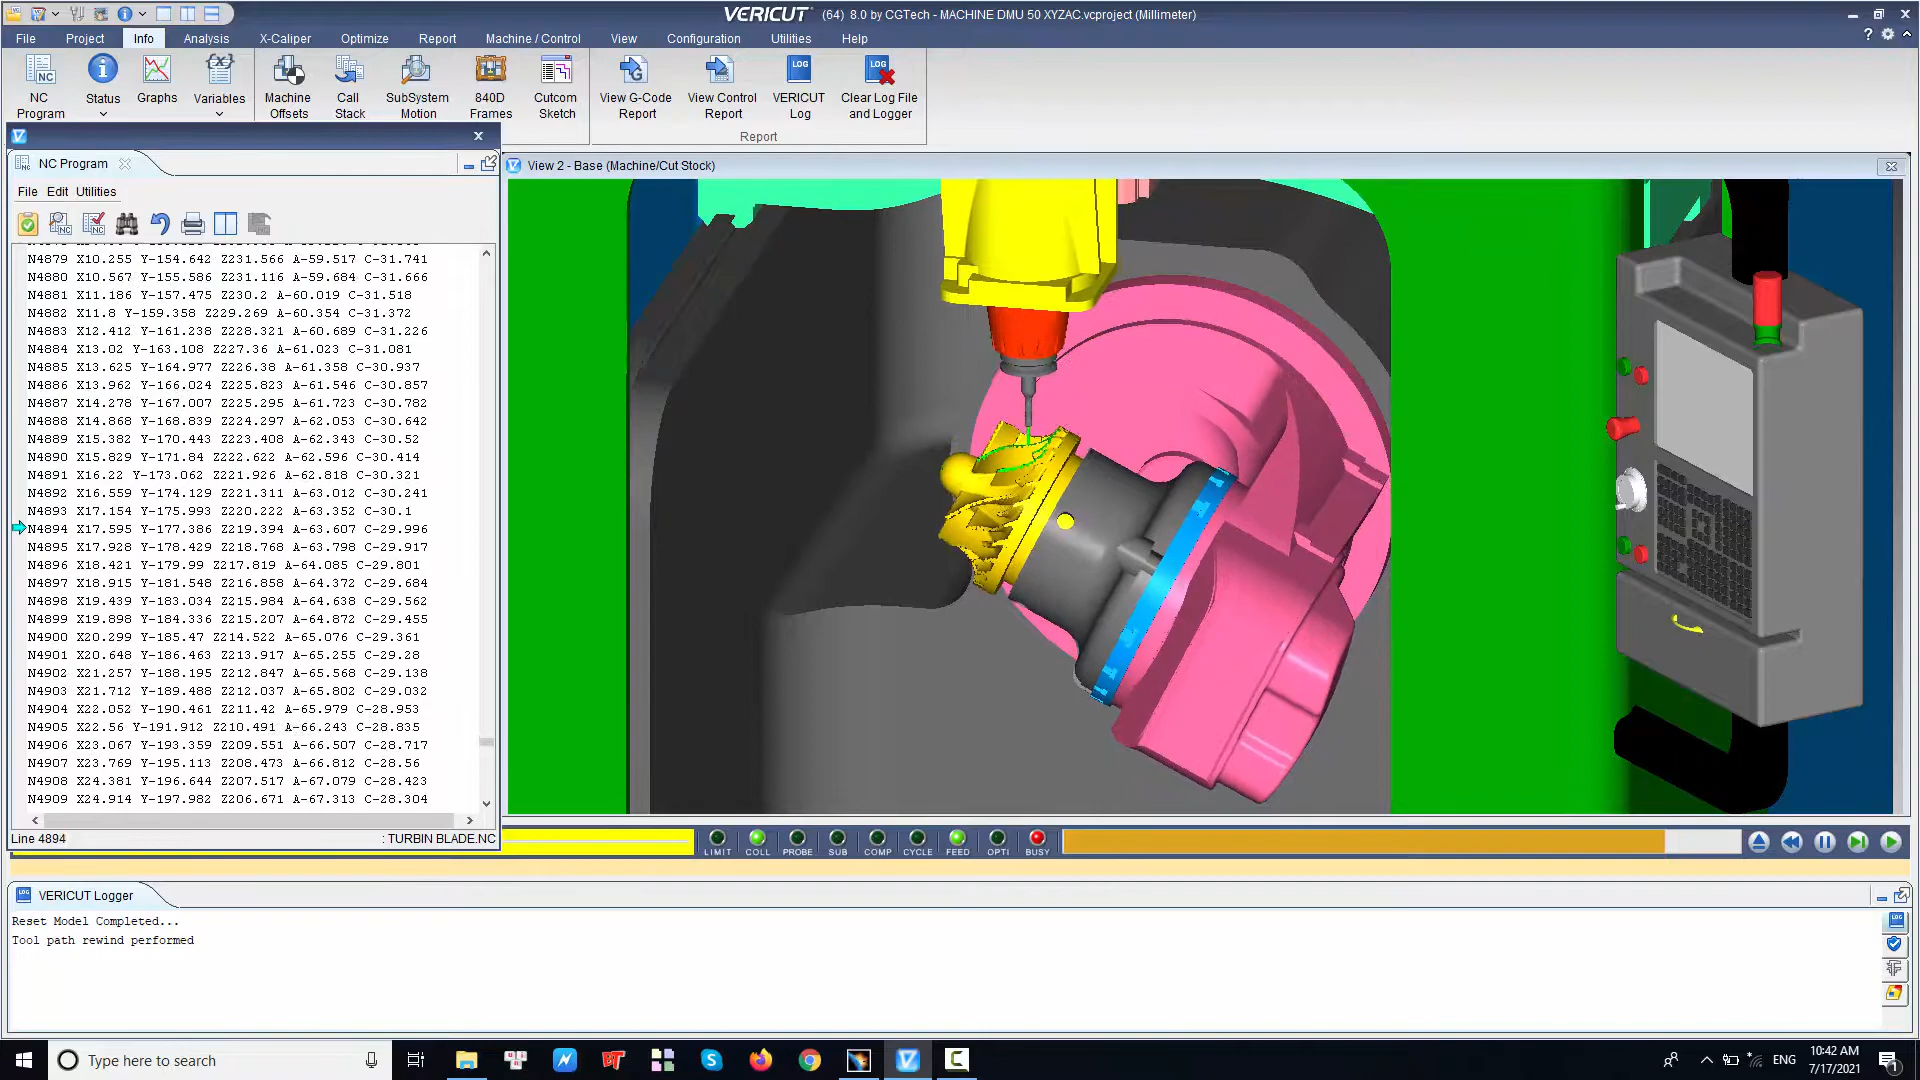 VERICUT (64) 8.0 by CGTech - MACHINE DMU 50 XYZAC.vcproject (Millimeter)
File Project Info Analysis X-Caliper Optimize Report Machine / Control View Configuration Utilities Help
NC Program
Status
Graphs
Variables
Machine Offsets
Call Stack
SubSystem Motion
840D Frames
Cutcom Sketch
View G-Code Report
View Control Report
VERICUT Log
Clear Log File and Logger
Report
NC Program
View 2 - Base (Machine/Cut Stock)
File Edit Utilities
N4879 X10.255 Y-154.642 Z231.566 A-59.517 C-31.741
N4880 X10.567 Y-155.586 Z231.116 A-59.684 C-31.666
N4881 X11.186 Y-157.475 Z230.2 A-60.019 C-31.518
N4882 X11.8 Y-159.358 Z229.269 A-60.354 C-31.372
N4883 X12.412 Y-161.238 Z228.321 A-60.689 C-31.226
N4884 X13.02 Y-163.108 Z227.36 A-61.023 C-31.081
N4885 X13.625 Y-164.977 Z226.38 A-61.358 C-30.937
N4886 X13.962 Y-166.024 Z225.823 A-61.546 C-30.857
N4887 X14.278 Y-167.007 Z225.295 A-61.723 C-30.782
N4888 X14.868 Y-168.839 Z224.297 A-62.053 C-30.642
N4889 X15.382 Y-170.443 Z223.408 A-62.343 C-30.52
N4890 X15.829 Y-171.84 Z222.622 A-62.596 C-30.414
N4891 X16.22 Y-173.062 Z221.926 A-62.818 C-30.321
N4892 X16.559 Y-174.129 Z221.311 A-63.012 C-30.241
N4893 X17.154 Y-175.993 Z220.222 A-63.352 C-30.1
N4894 X17.595 Y-177.386 Z219.394 A-63.607 C-29.996
N4895 X17.928 Y-178.429 Z218.768 A-63.798 C-29.917
N4896 X18.421 Y-179.99 Z217.819 A-64.085 C-29.801
N4897 X18.915 Y-181.548 Z216.858 A-64.372 C-29.684
N4898 X19.439 Y-183.034 Z215.984 A-64.638 C-29.562
N4899 X19.898 Y-184.336 Z215.207 A-64.872 C-29.455
N4900 X20.299 Y-185.47 Z214.522 A-65.076 C-29.361
N4901 X20.648 Y-186.463 Z213.917 A-65.255 C-29.28
N4902 X21.257 Y-188.195 Z212.847 A-65.568 C-29.138
N4903 X21.712 Y-189.488 Z212.037 A-65.802 C-29.032
N4904 X22.052 Y-190.461 Z211.42 A-65.979 C-28.953
N4905 X22.56 Y-191.912 Z210.491 A-66.243 C-28.835
N4906 X23.067 Y-193.359 Z209.551 A-66.507 C-28.717
N4907 X23.769 Y-195.113 Z208.473 A-66.812 C-28.56
N4908 X24.381 Y-196.644 Z207.517 A-67.079 C-28.423
N4909 X24.914 Y-197.982 Z206.671 A-67.313 C-28.304
Line 4894 : TURBIN BLADE.NC
LIMIT COLL PROBE SUB COMP CYCLE FEED OPTI BUSY
VERICUT Logger
Reset Model Completed...
Tool path rewind performed
Type here to search
ENG
10:42 AM
7/17/2021